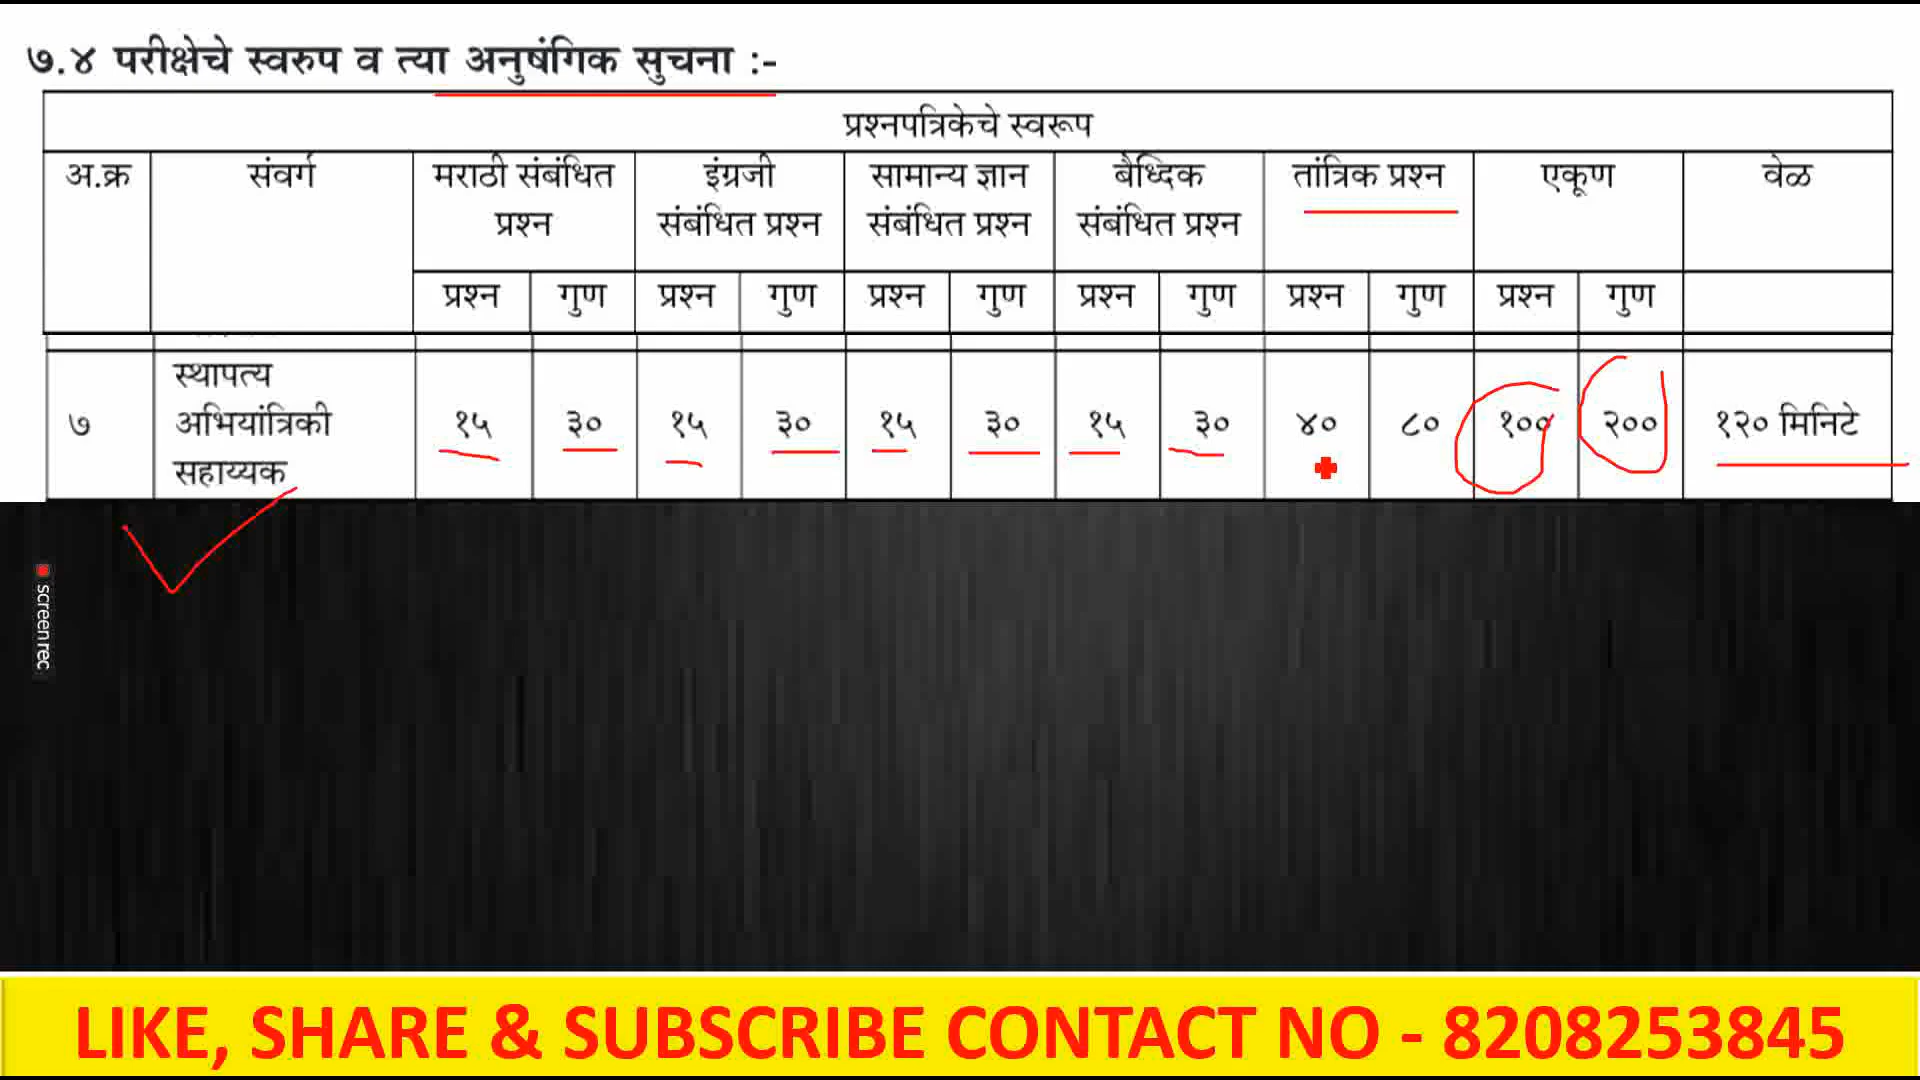 ७.४ परीक्षेचे स्वरुप व त्या अनुषंगिक सुचना :-
प्रश्नपत्रिकेचे स्वरूप
अ.क्र संवर्ग मराठी संबंधित प्रश्न इंग्रजी संबंधित प्रश्न सामान्य ज्ञान संबंधित प्रश्न बैध्दिक संबंधित प्रश्न तांत्रिक प्रश्न एकूण वेळ
प्रश्न गुण प्रश्न गुण प्रश्न गुण प्रश्न गुण प्रश्न गुण प्रश्न गुण
७ स्थापत्य अभियांत्रिकी सहाय्यक १५ ३० १५ ३० १५ ३० १५ ३० ४० ८० १०० २०० १२० मिनिटे
screenrec
LIKE, SHARE & SUBSCRIBE CONTACT NO - 8208253845